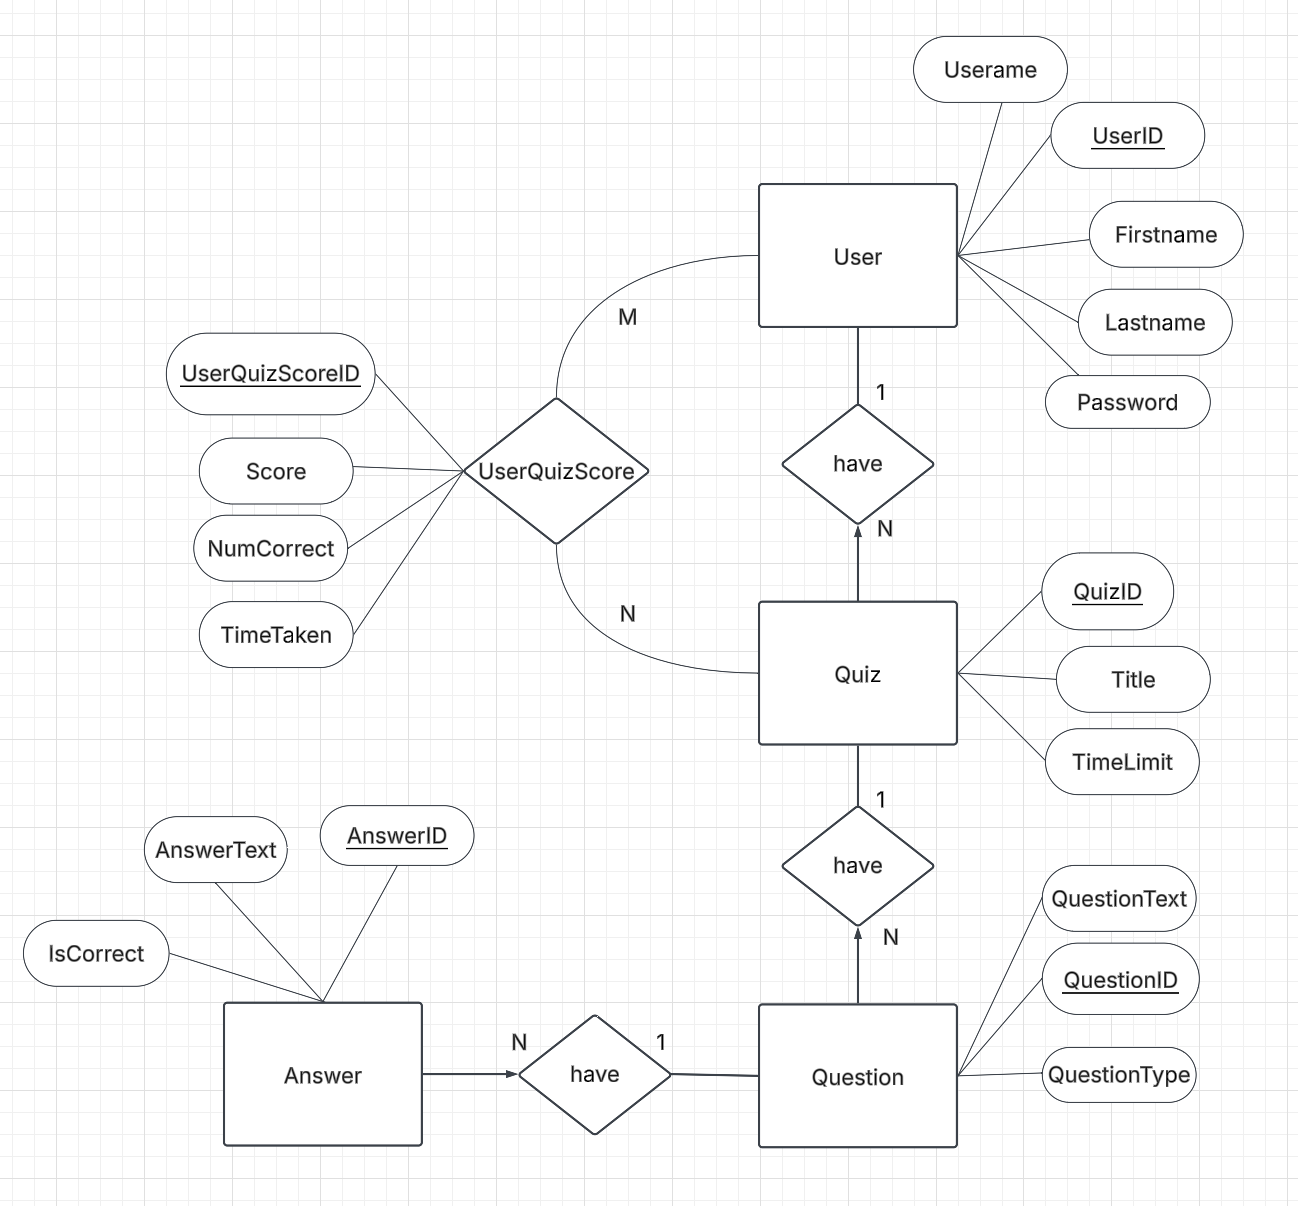 Userame
UserID
Firstname
Lastname
Password
User
M
1
have
N
UserQuizScoreID
Score
NumCorrect
TimeTaken
UserQuizScore
N
Quiz
QuizID
Title
TimeLimit
1
have
N
AnswerText
AnswerID
IsCorrect
Answer
N
have
1
Question
QuestionText
QuestionID
QuestionType